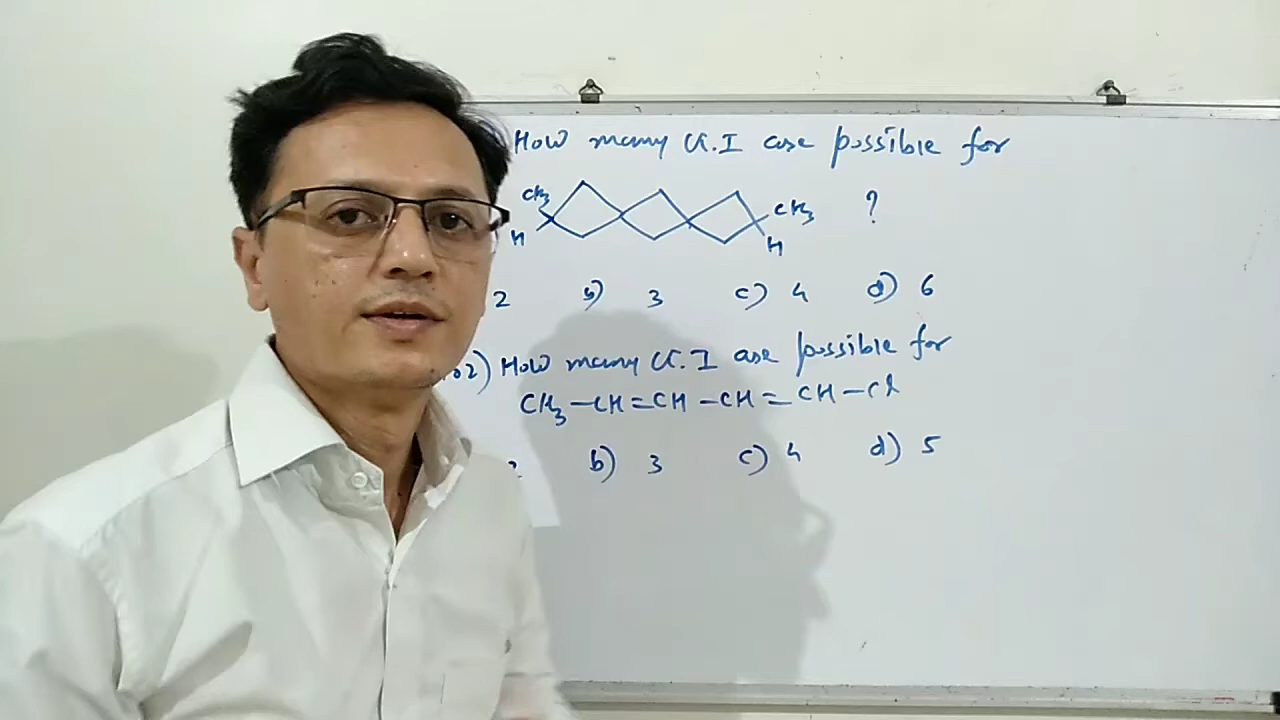 How many G.I are possible for
CH3 CH3 ?
H H
2 b) 3 c) 4 d) 6
02) How many G.I are possible for
CH3-CH=CH-CH=CH-Cl
2 b) 3 c) 4 d) 5